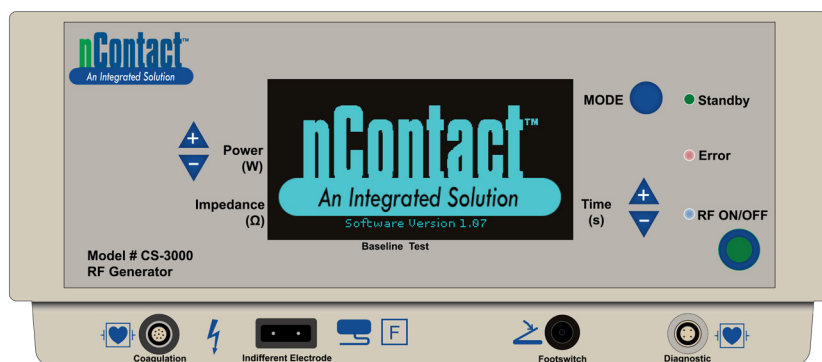 nContact™
An Integrated Solution
nContact™
An Integrated Solution
Software Version 1.07
Baseline Test
+
Power
(W)
−
Impedance
(Ω)
MODE
Standby
Error
+
Time
(s)
−
RF ON/OFF
Model # CS-3000
RF Generator
F
Coagulation
Indifferent Electrode
Footswitch
Diagnostic